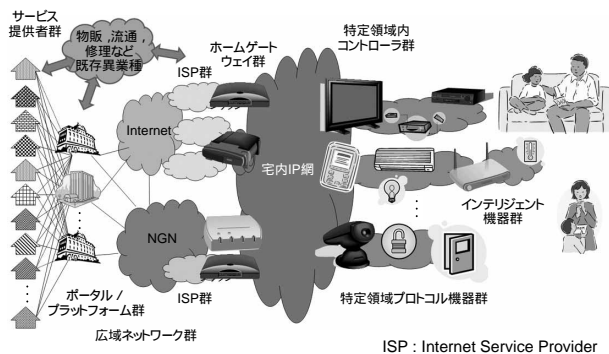 サービス
提供者群
物販,流通,
修理など
既存異業種
ホームゲート
ウェイ群
ISP群
特定領域内
コントローラ群
Internet
宅内IP網
NGN
インテリジェント
機器群
ISP群
ポータル /
プラットフォーム群
広域ネットワーク群
特定領域プロトコル機器群
ISP : Internet Service Provider